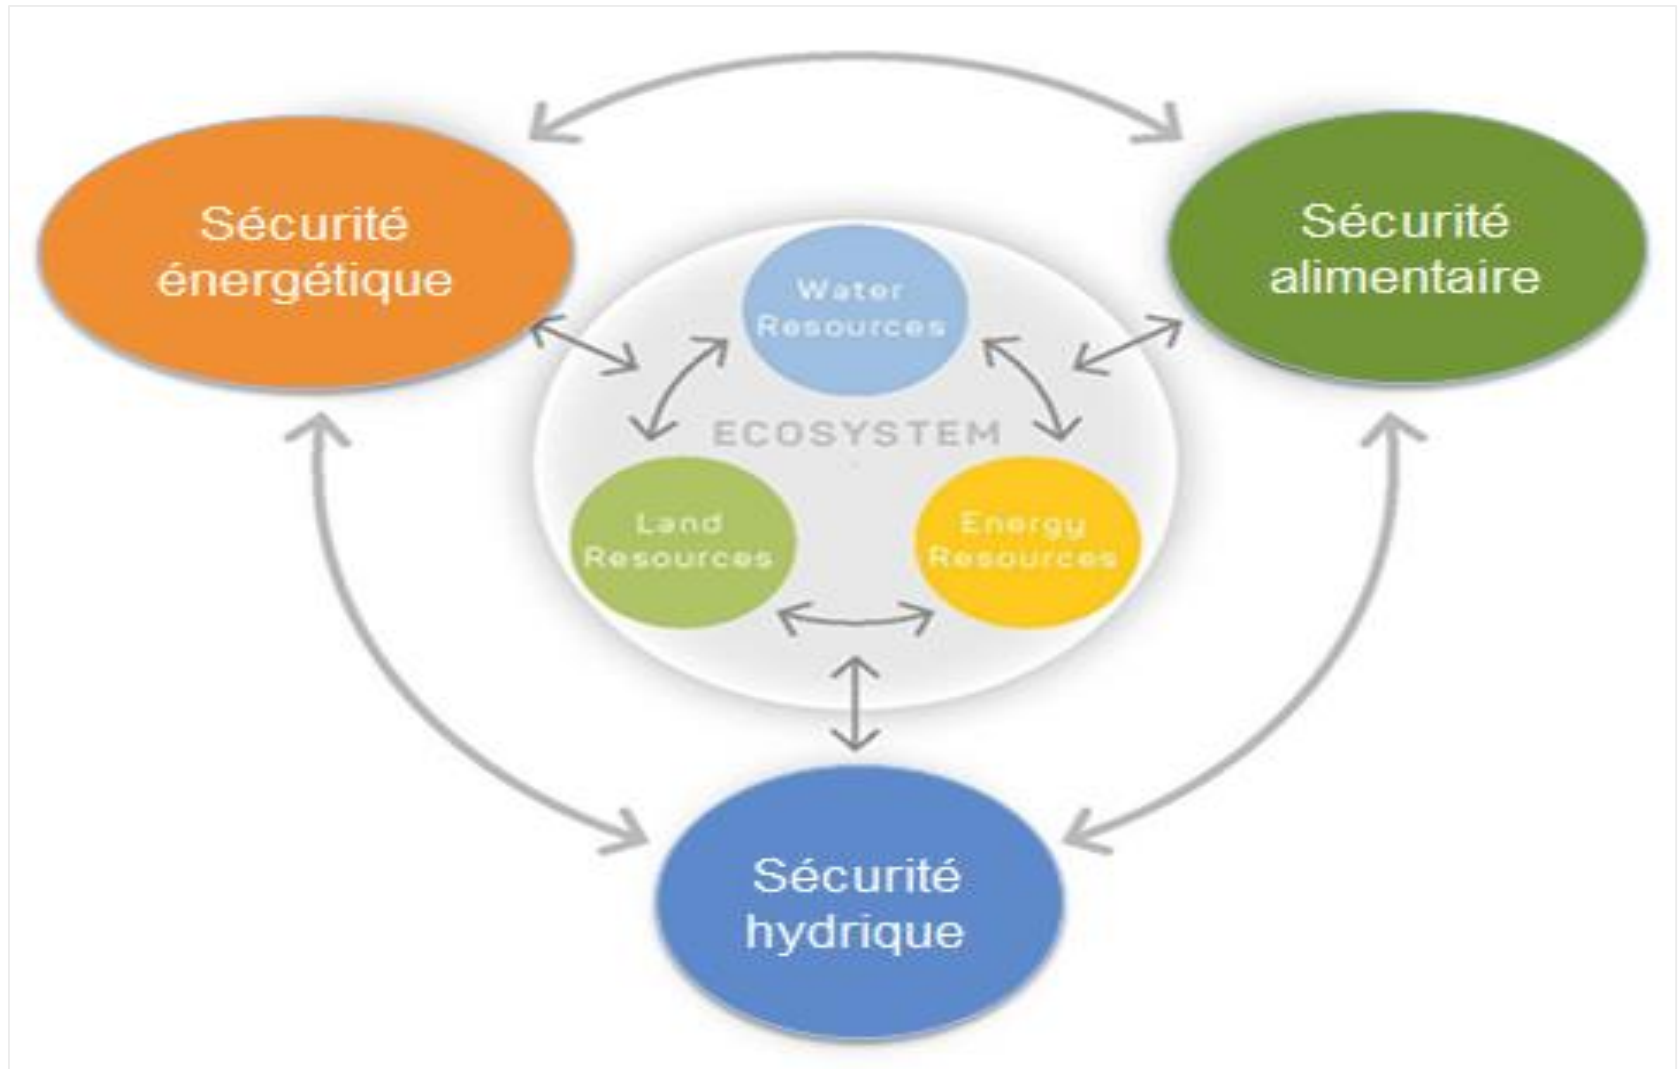 Sécurité
énergétique
Sécurité
alimentaire
Water
Resources
ECOSYSTEM
Land
Resources
Energy
Resources
Sécurité
hydrique